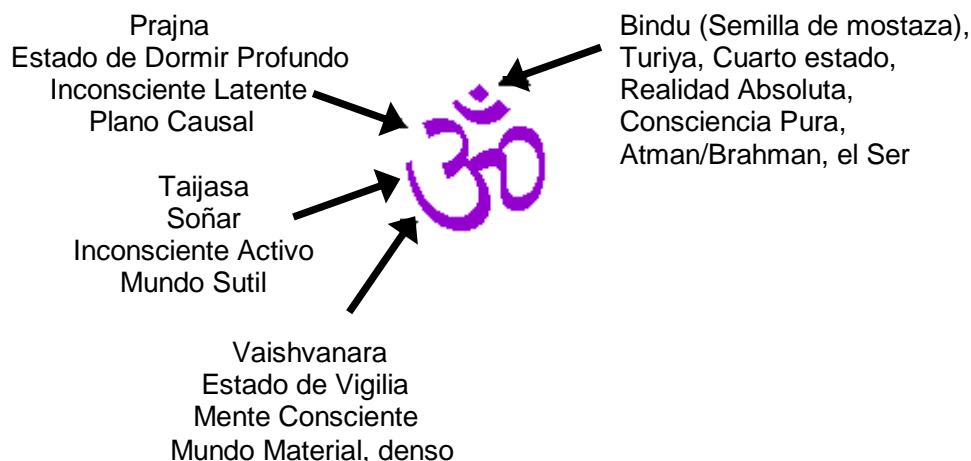 Prajna
Estado de Dormir Profundo
Inconsciente Latente
Plano Causal
Bindu (Semilla de mostaza),
Turiya, Cuarto estado,
Realidad Absoluta,
Consciencia Pura,
Atman/Brahman, el Ser
Taijasa
Soñar
Inconsciente Activo
Mundo Sutil
ॐ
Vaishvanara
Estado de Vigilia
Mente Consciente
Mundo Material, denso